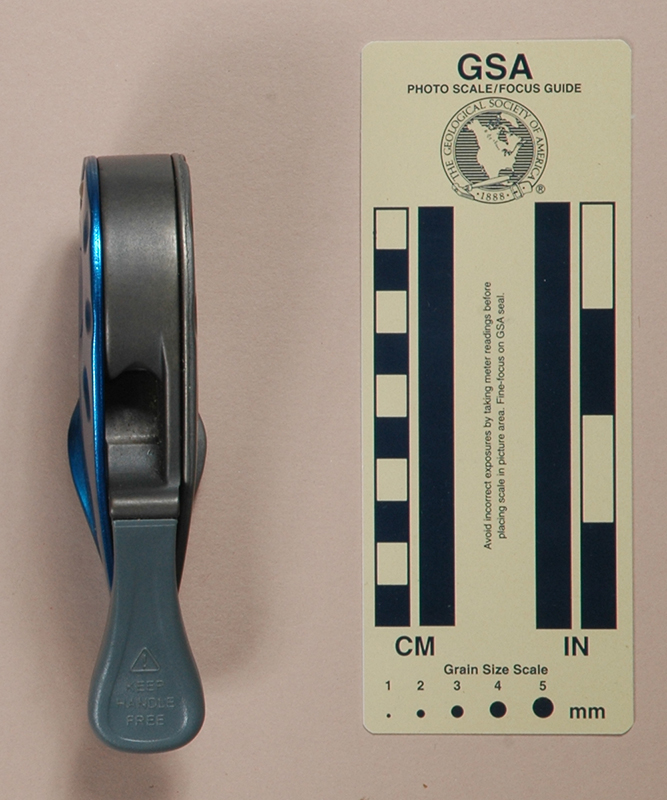 GSA
PHOTO SCALE/FOCUS GUIDE
THE GEOLOGICAL SOCIETY OF AMERICA
1888
®
Avoid incorrect exposures by taking meter readings before
placing scale in picture area. Fine-focus on GSA seal.
CM
IN
Grain Size Scale
1 2 3 4 5
mm
KEEP
HANDLE
FREE